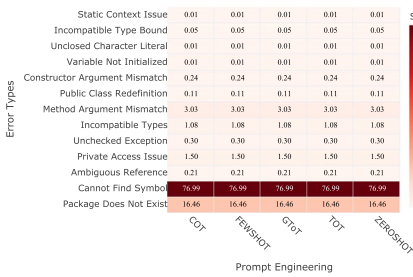 Static Context Issue 0.01 0.01 0.01 0.01 0.01
Incompatible Type Bound 0.05 0.05 0.05 0.05 0.05
Unclosed Character Literal 0.01 0.01 0.01 0.01 0.01
Variable Not Initialized 0.01 0.01 0.01 0.01 0.01
Constructor Argument Mismatch 0.24 0.24 0.24 0.24 0.24
Public Class Redefinition 0.11 0.11 0.11 0.11 0.11
Method Argument Mismatch 3.03 3.03 3.03 3.03 3.03
Incompatible Types 1.08 1.08 1.08 1.08 1.08
Unchecked Exception 0.30 0.30 0.30 0.30 0.30
Private Access Issue 1.50 1.50 1.50 1.50 1.50
Ambiguous Reference 0.21 0.21 0.21 0.21 0.21
Cannot Find Symbol 76.99 76.99 76.99 76.99 76.99
Package Does Not Exist 16.46 16.46 16.46 16.46 16.46
COT FEWSHOT GToT TOT ZEROSHOT
Prompt Engineering
Error Types